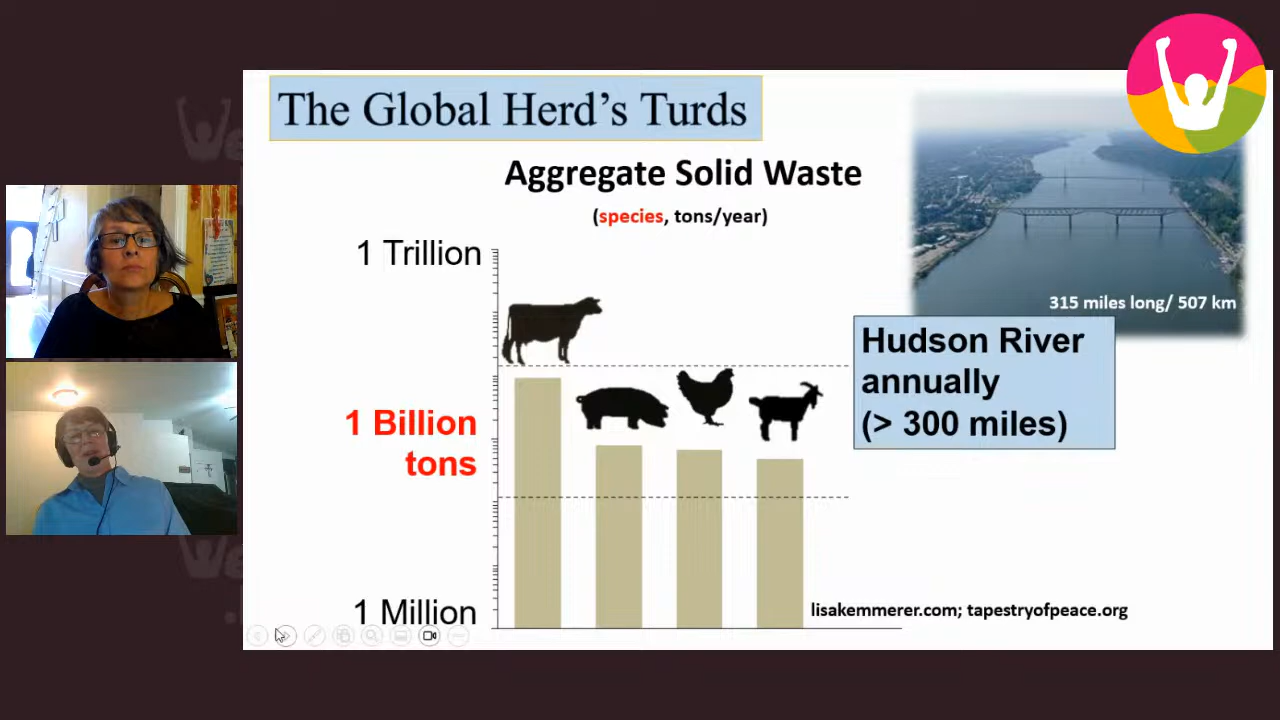 The Global Herd's Turds
Aggregate Solid Waste
(species, tons/year)
1 Trillion
1 Billion
tons
1 Million
315 miles long/ 507 km
Hudson River
annually
(> 300 miles)
lisakemmerer.com; tapestryofpeace.org